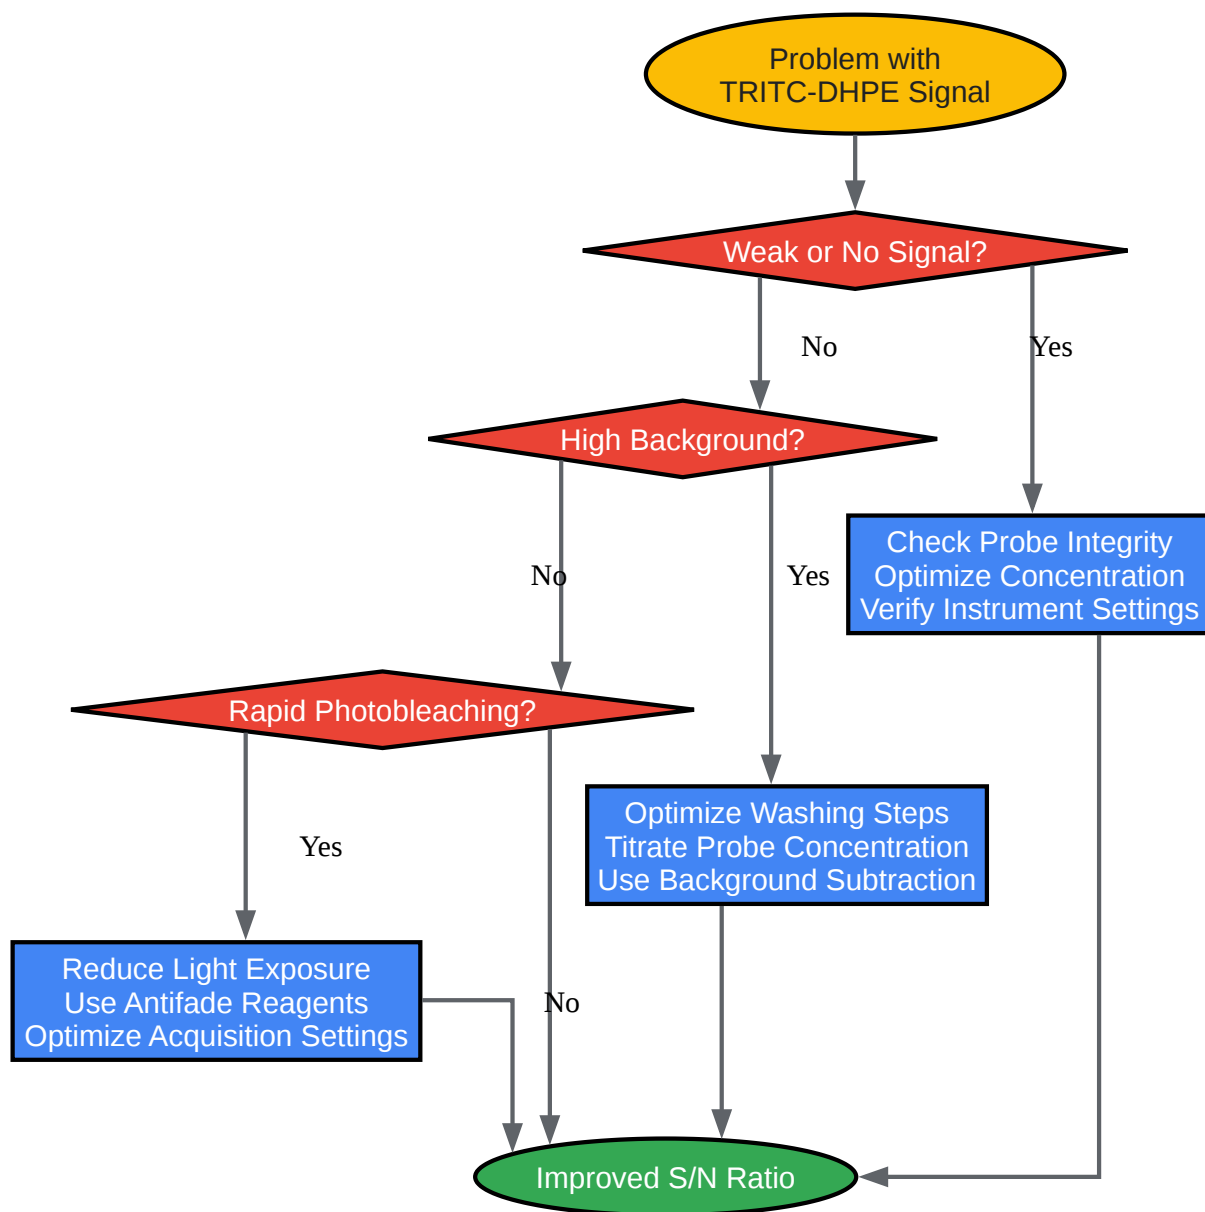 Problem with
TRITC-DHPE Signal
Weak or No Signal?
No
Yes
High Background?
Check Probe Integrity
Optimize Concentration
Verify Instrument Settings
No
Yes
Rapid Photobleaching?
Optimize Washing Steps
Titrate Probe Concentration
Use Background Subtraction
Yes
Reduce Light Exposure
Use Antifade Reagents
Optimize Acquisition Settings
No
Improved S/N Ratio